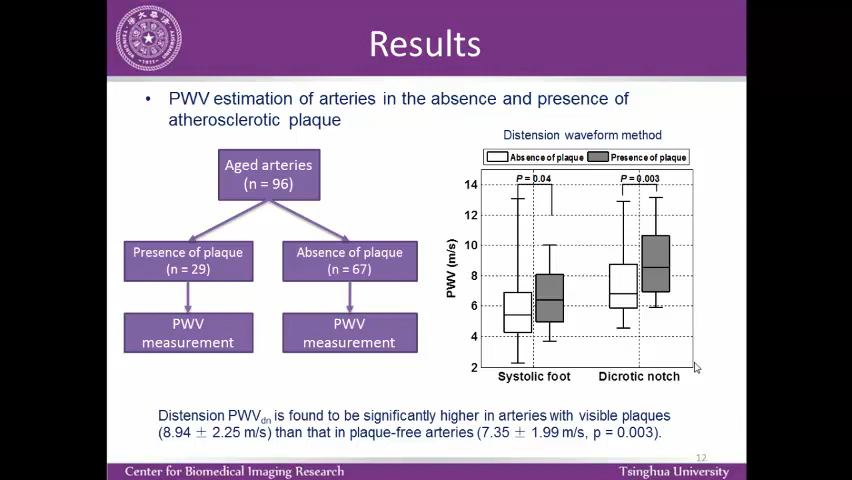 Results
• PWV estimation of arteries in the absence and presence of
atherosclerotic plaque
Aged arteries
(n = 96)
Presence of plaque
(n = 29)
Absence of plaque
(n = 67)
PWV
measurement
PWV
measurement
Distension waveform method
Absence of plaque
Presence of plaque
P = 0.04
P = 0.003
14
12
10
8
6
4
2
PWV (m/s)
Systolic foot
Dicrotic notch
Distension PWVdn is found to be significantly higher in arteries with visible plaques
(8.94 ± 2.25 m/s) than that in plaque-free arteries (7.35 ± 1.99 m/s, p = 0.003).
12
Center for Biomedical Imaging Research
Tsinghua University